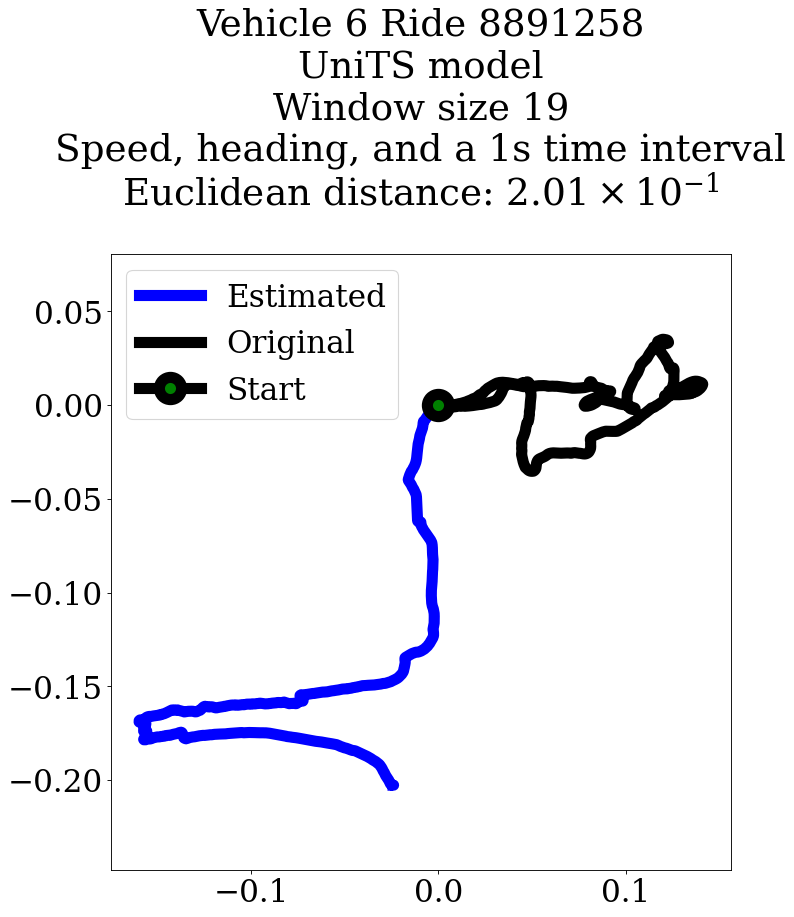 Vehicle 6 Ride 8891258
UniTS model
Window size 19
Speed, heading, and a 1s time interval
Euclidean distance: 2.01 × 10⁻¹
Estimated
Original
Start
0.05
0.00
−0.05
−0.10
−0.15
−0.20
−0.1 0.0 0.1